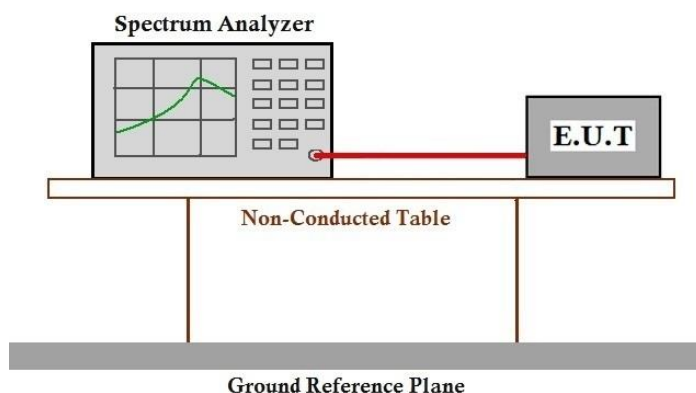 Spectrum Analyzer
E.U.T
Non-Conducted Table
Ground Reference Plane